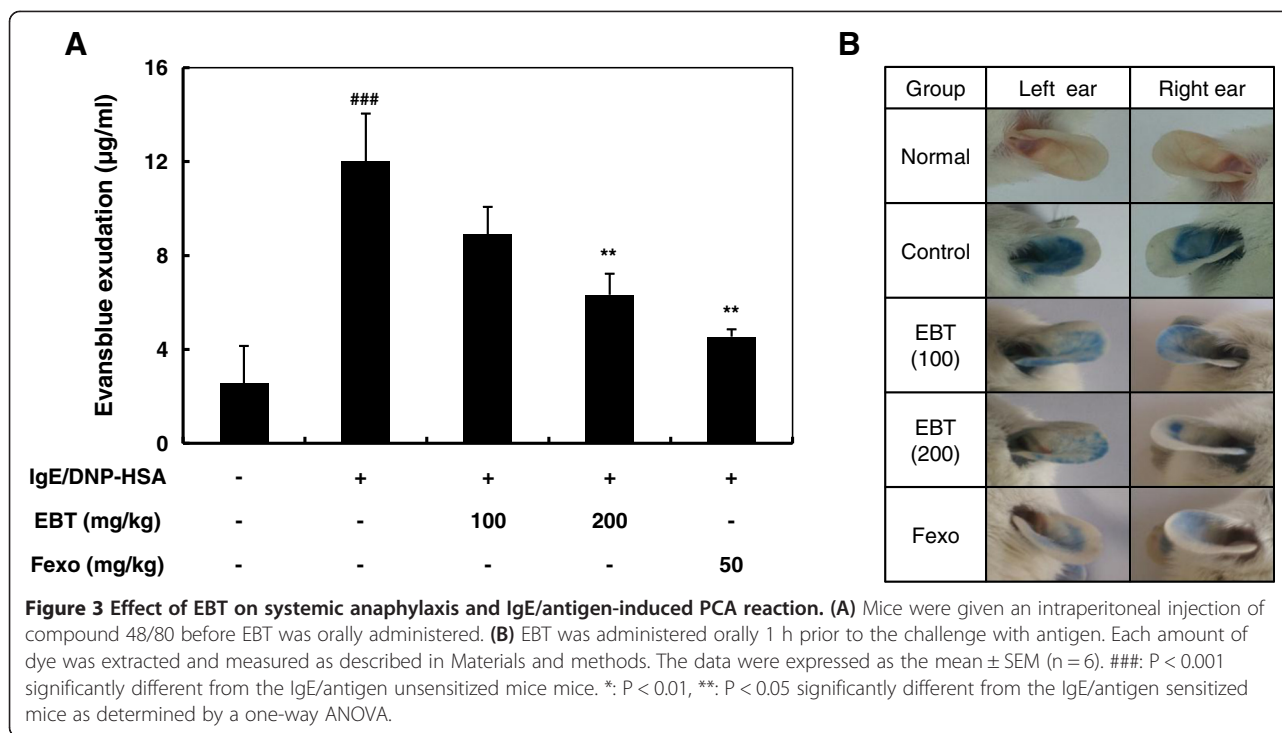 A
16
12
8
4
0
Evansblue exudation (µg/ml)
###
**
**
IgE/DNP-HSA - + + + +
EBT (mg/kg) - - 100 200 -
Fexo (mg/kg) - - - - 50
B
Group Left ear Right ear
Normal
Control
EBT
(100)
EBT
(200)
Fexo
Figure 3 Effect of EBT on systemic anaphylaxis and IgE/antigen-induced PCA reaction. (A) Mice were given an intraperitoneal injection of
compound 48/80 before EBT was orally administered. (B) EBT was administered orally 1 h prior to the challenge with antigen. Each amount of
dye was extracted and measured as described in Materials and methods. The data were expressed as the mean ± SEM (n = 6). ###: P < 0.001
significantly different from the IgE/antigen unsensitized mice mice. *: P < 0.01, **: P < 0.05 significantly different from the IgE/antigen sensitized
mice as determined by a one-way ANOVA.